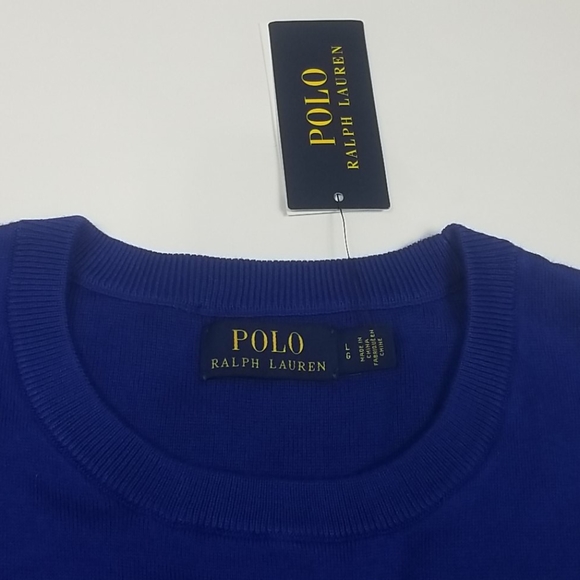 POLO
RALPH LAUREN
POLO
RALPH LAUREN
L
G
MADE IN
CHINA
FABRIQUÉ EN
CHINE